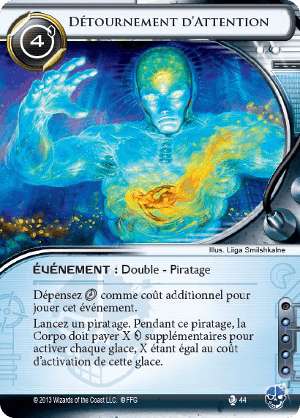 4
Détournement d'Attention
Illus. Liiga Smilshkalne
ÉVÉNEMENT : Double - Piratage
Dépensez comme coût additionnel pour
jouer cet événement.
Lancez un piratage. Pendant ce piratage, la
Corpo doit payer X supplémentaires pour
activer chaque glace, X étant égal au coût
d'activation de cette glace.
© 2013 Wizards of the Coast LLC. © FFG
44